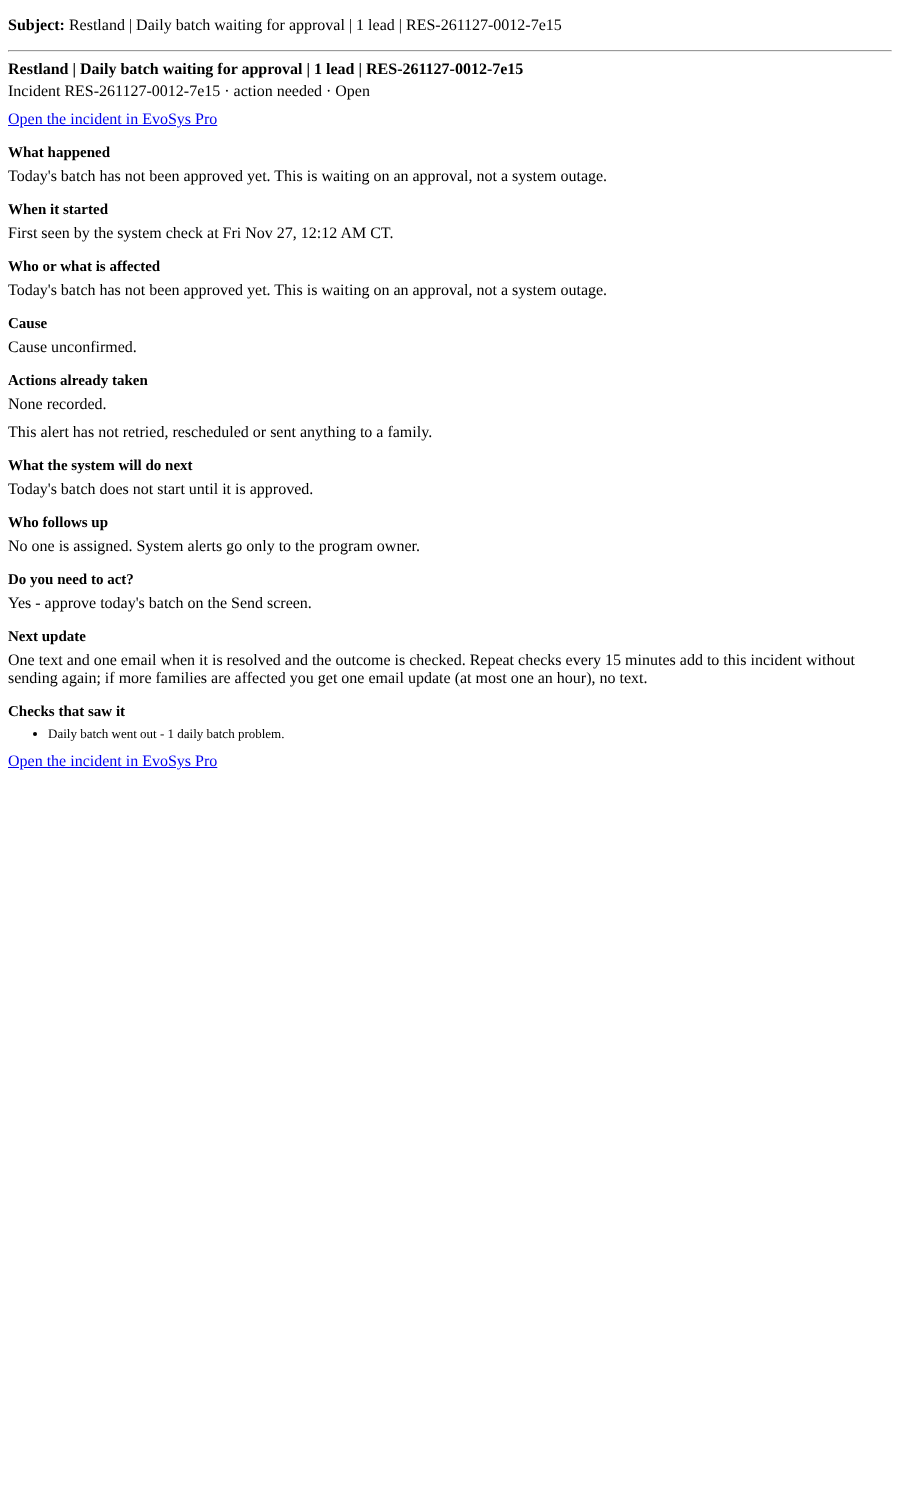 Subject: Restland | Daily batch waiting for approval | 1 lead | RES-261127-0012-7e15
Restland | Daily batch waiting for approval | 1 lead | RES-261127-0012-7e15
Incident RES-261127-0012-7e15 · action needed · Open
Open the incident in EvoSys Pro
What happened
Today's batch has not been approved yet. This is waiting on an approval, not a system outage.
When it started
First seen by the system check at Fri Nov 27, 12:12 AM CT.
Who or what is affected
Today's batch has not been approved yet. This is waiting on an approval, not a system outage.
Cause
Cause unconfirmed.
Actions already taken
None recorded.
This alert has not retried, rescheduled or sent anything to a family.
What the system will do next
Today's batch does not start until it is approved.
Who follows up
No one is assigned. System alerts go only to the program owner.
Do you need to act?
Yes - approve today's batch on the Send screen.
Next update
One text and one email when it is resolved and the outcome is checked. Repeat checks every 15 minutes add to this incident without
sending again; if more families are affected you get one email update (at most one an hour), no text.
Checks that saw it
• Daily batch went out - 1 daily batch problem.
Open the incident in EvoSys Pro